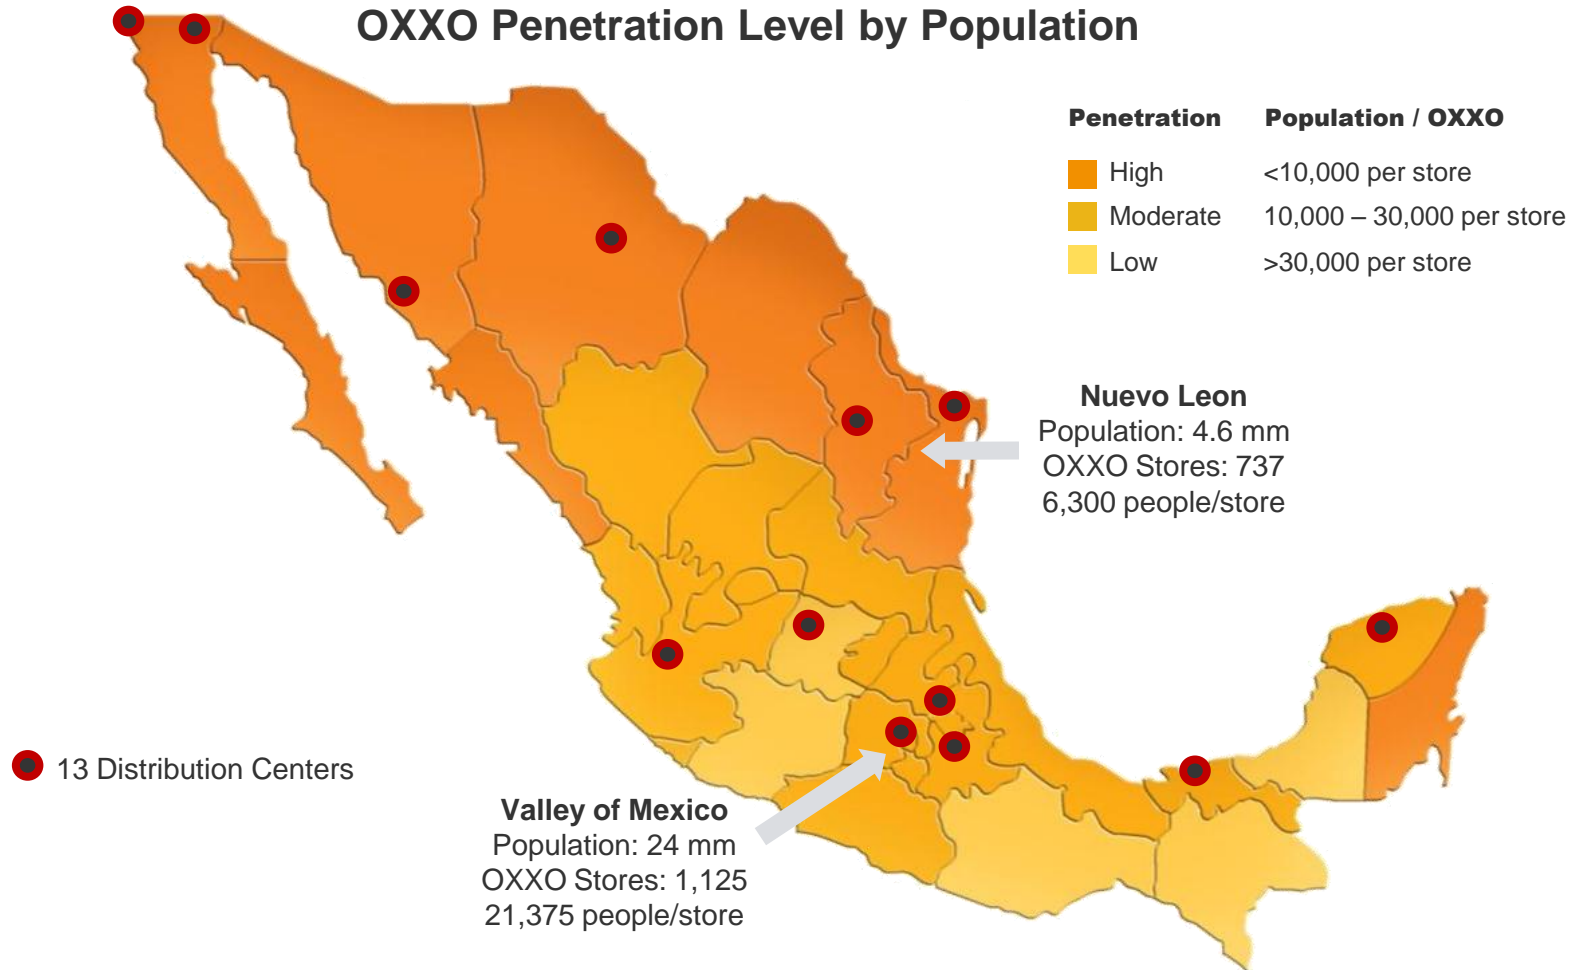 OXXO Penetration Level by Population
Penetration Population / OXXO
High <10,000 per store
Moderate 10,000 – 30,000 per store
Low >30,000 per store
Nuevo Leon
Population: 4.6 mm
OXXO Stores: 737
6,300 people/store
13 Distribution Centers
Valley of Mexico
Population: 24 mm
OXXO Stores: 1,125
21,375 people/store